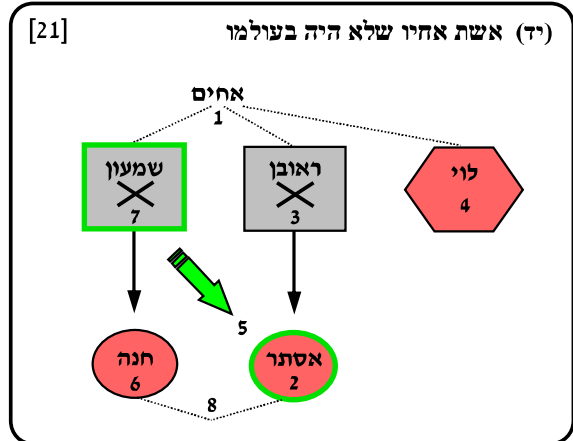 (יד) אשת אחיו שלא היה בעולמו [21]
אחים
1
שמעון ראובן לוי
7 3 4
5
חנה אסתר
6 2
8